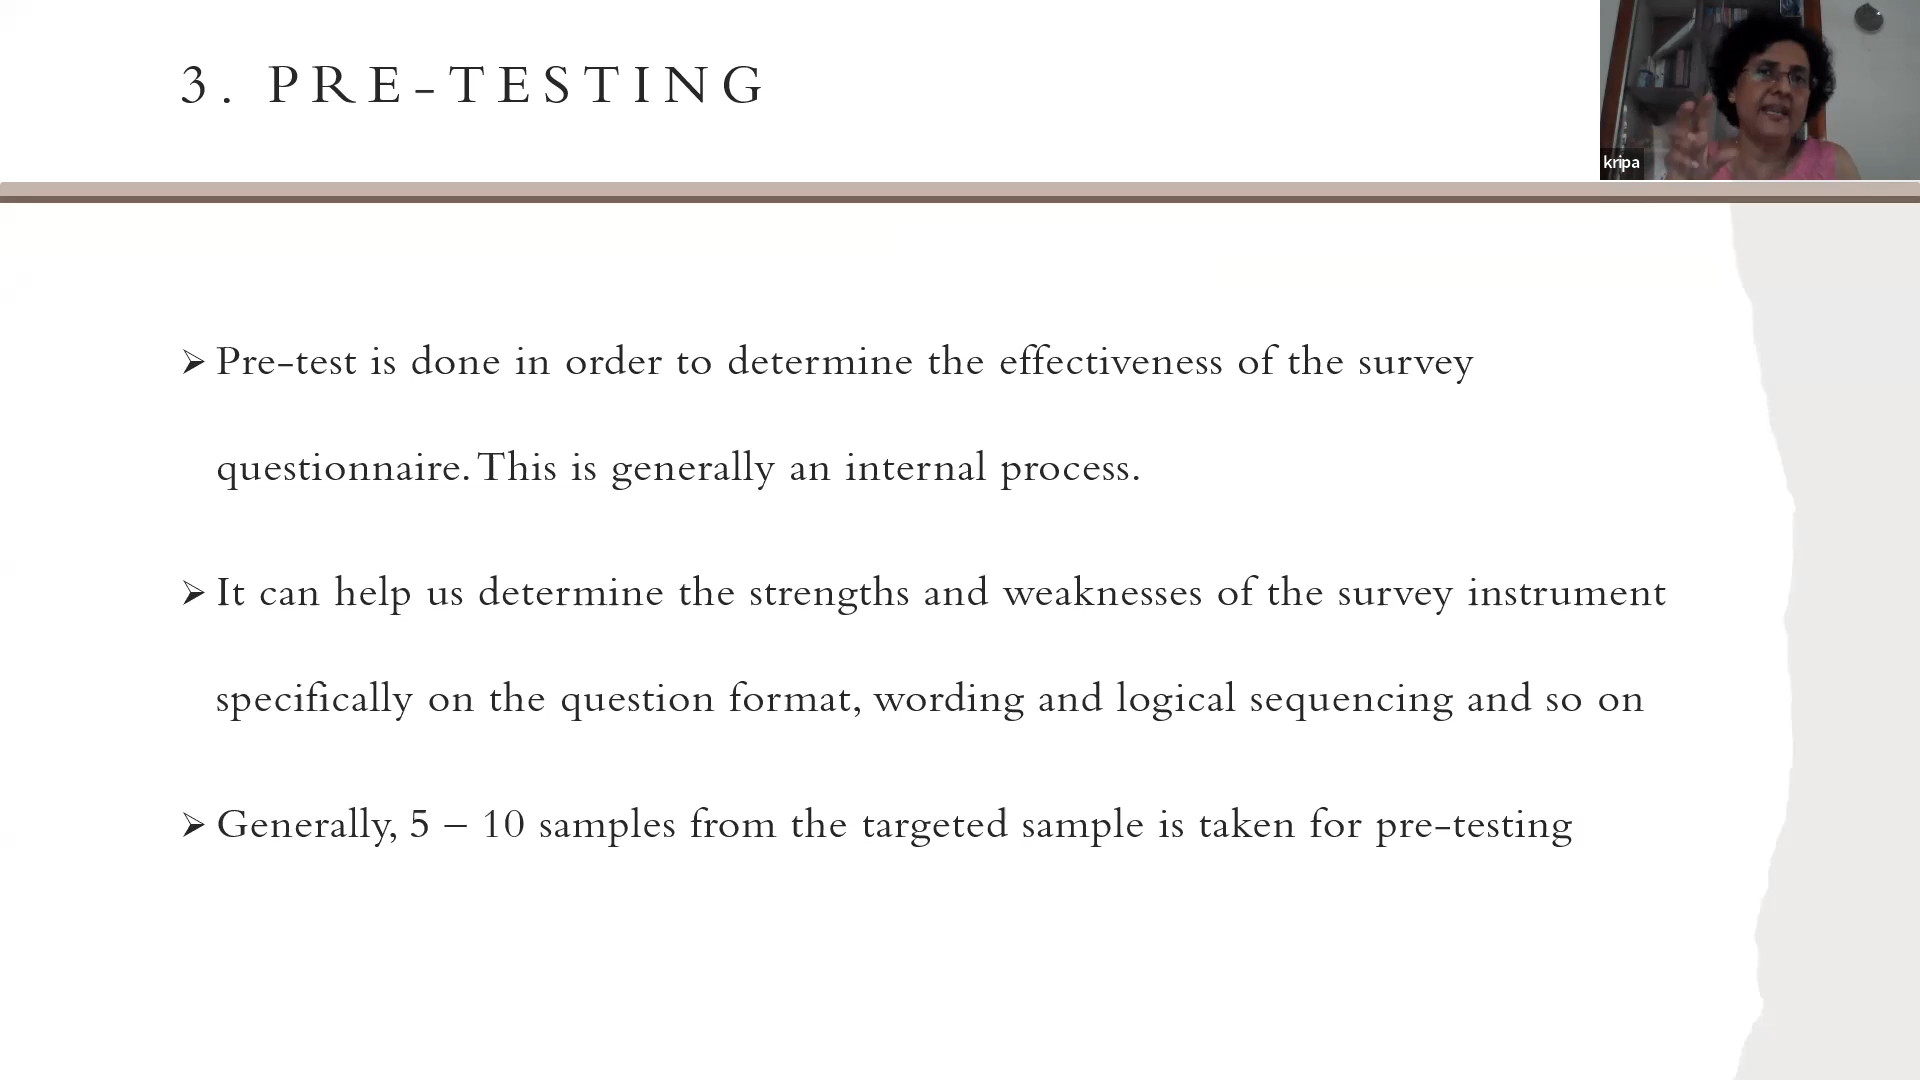 3. PRE-TESTING
kripa
➢ Pre-test is done in order to determine the effectiveness of the survey
questionnaire. This is generally an internal process.
➢ It can help us determine the strengths and weaknesses of the survey instrument
specifically on the question format, wording and logical sequencing and so on
➢ Generally, 5 – 10 samples from the targeted sample is taken for pre-testing